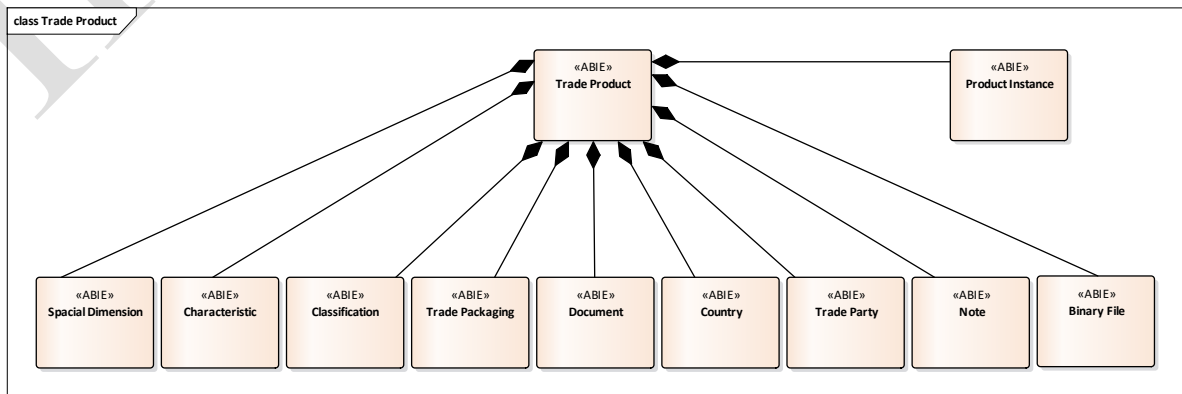 class Trade Product
«ABIE»
Trade Product
«ABIE»
Product Instance
«ABIE»
Spacial Dimension
«ABIE»
Characteristic
«ABIE»
Classification
«ABIE»
Trade Packaging
«ABIE»
Document
«ABIE»
Country
«ABIE»
Trade Party
«ABIE»
Note
«ABIE»
Binary File